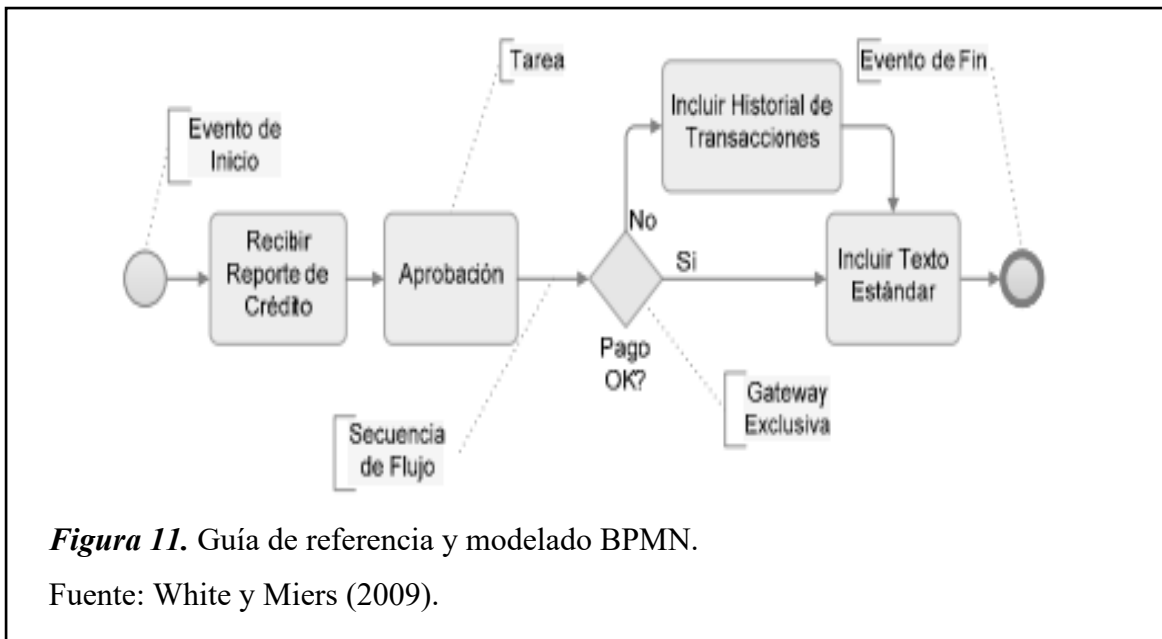 Tarea
Evento de Fin
Incluir Historial de
Transacciones
Evento de
Inicio
No
Recibir
Reporte de
Crédito
Aprobación
Si
Incluir Texto
Estándar
Pago
OK?
Gateway
Exclusiva
Secuencia
de Flujo
Figura 11. Guía de referencia y modelado BPMN.
Fuente: White y Miers (2009).